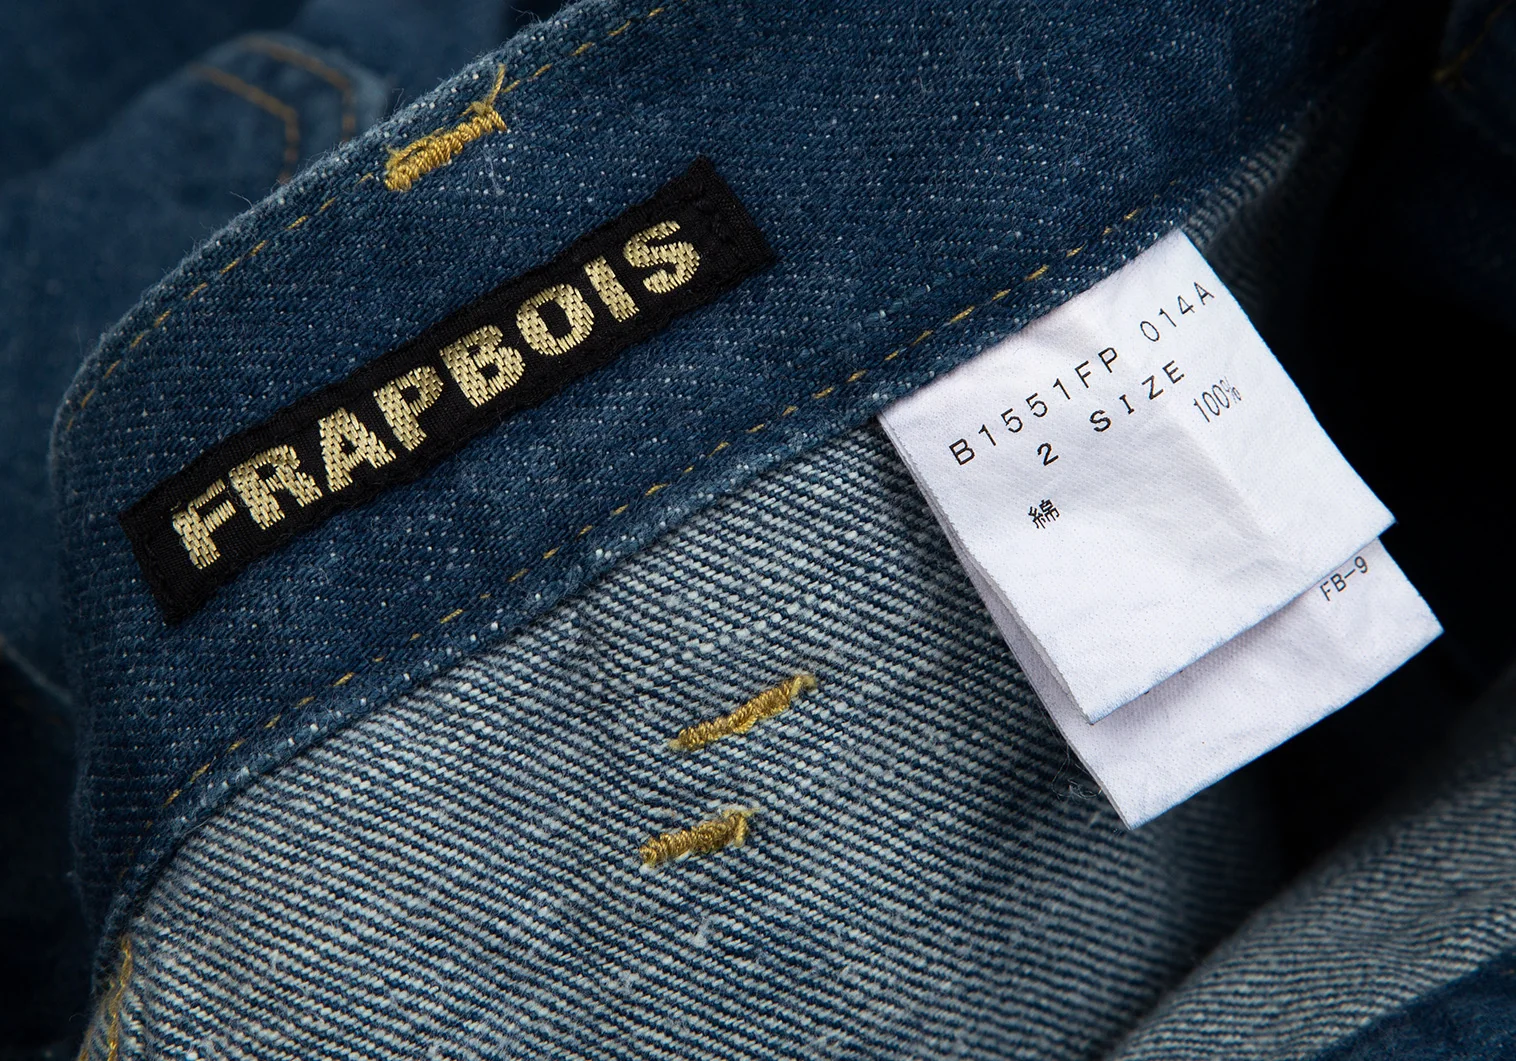 FRAPBOIS
B1551FP 014A
2 SIZE
綿 100%
FB-9